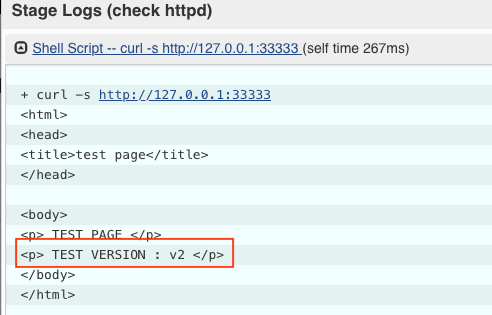 Stage Logs (check httpd)
Shell Script -- curl -s http://127.0.0.1:33333 (self time 267ms)
+ curl -s http://127.0.0.1:33333
<html>
<head>
<title>test page</title>
</head>
<body>
<p> TEST PAGE </p>
<p> TEST VERSION : v2 </p>
</body>
</html>